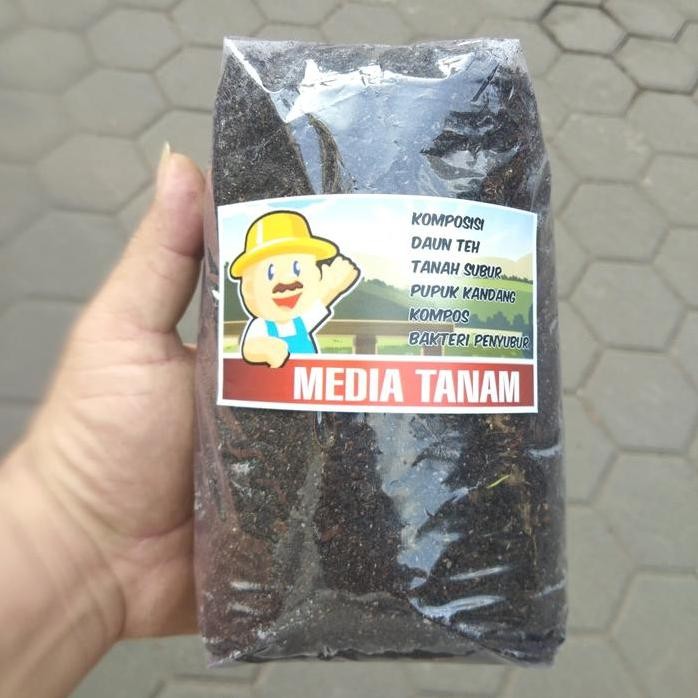 KOMPOSISI
DAUN TEH
TANAH SUBUR
PUPUK KANDANG
KOMPOS
BAKTERI PENYUBUR
MEDIA TANAM